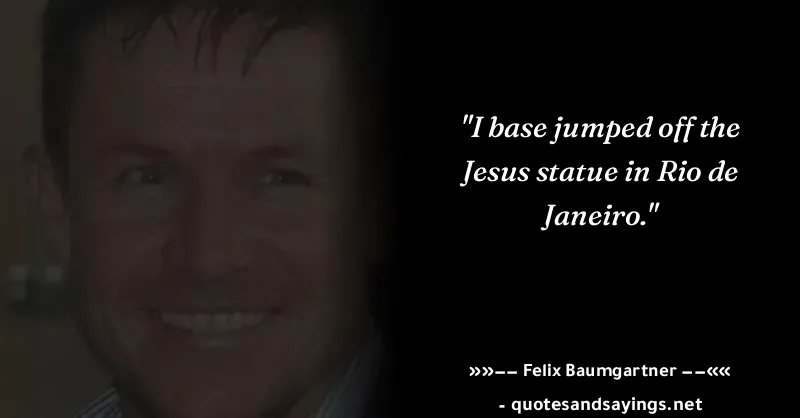 "I base jumped off the
Jesus statue in Rio de
Janeiro."
»»–– Felix Baumgartner ––««
- quotesandsayings.net